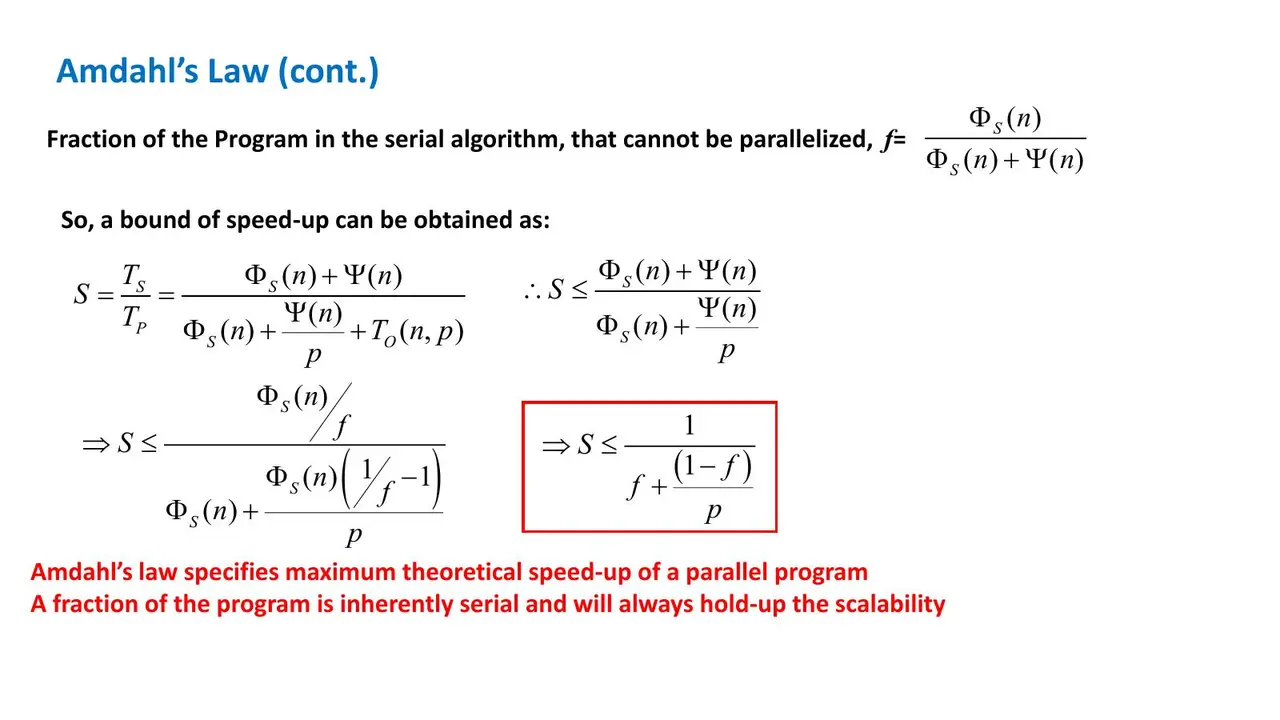 Amdahl's Law (cont.)
Fraction of the Program in the serial algorithm, that cannot be parallelized, f= Φ_S(n) / (Φ_S(n) + Ψ(n))
So, a bound of speed-up can be obtained as:
S = T_S / T_P = (Φ_S(n) + Ψ(n)) / (Φ_S(n) + Ψ(n)/p + T_O(n, p))
∴ S ≤ (Φ_S(n) + Ψ(n)) / (Φ_S(n) + Ψ(n)/p)
⇒ S ≤ (Φ_S(n)/f) / (Φ_S(n) + Φ_S(n)(1/f − 1)/p)
⇒ S ≤ 1 / (f + (1 − f)/p)
Amdahl's law specifies maximum theoretical speed-up of a parallel program
A fraction of the program is inherently serial and will always hold-up the scalability